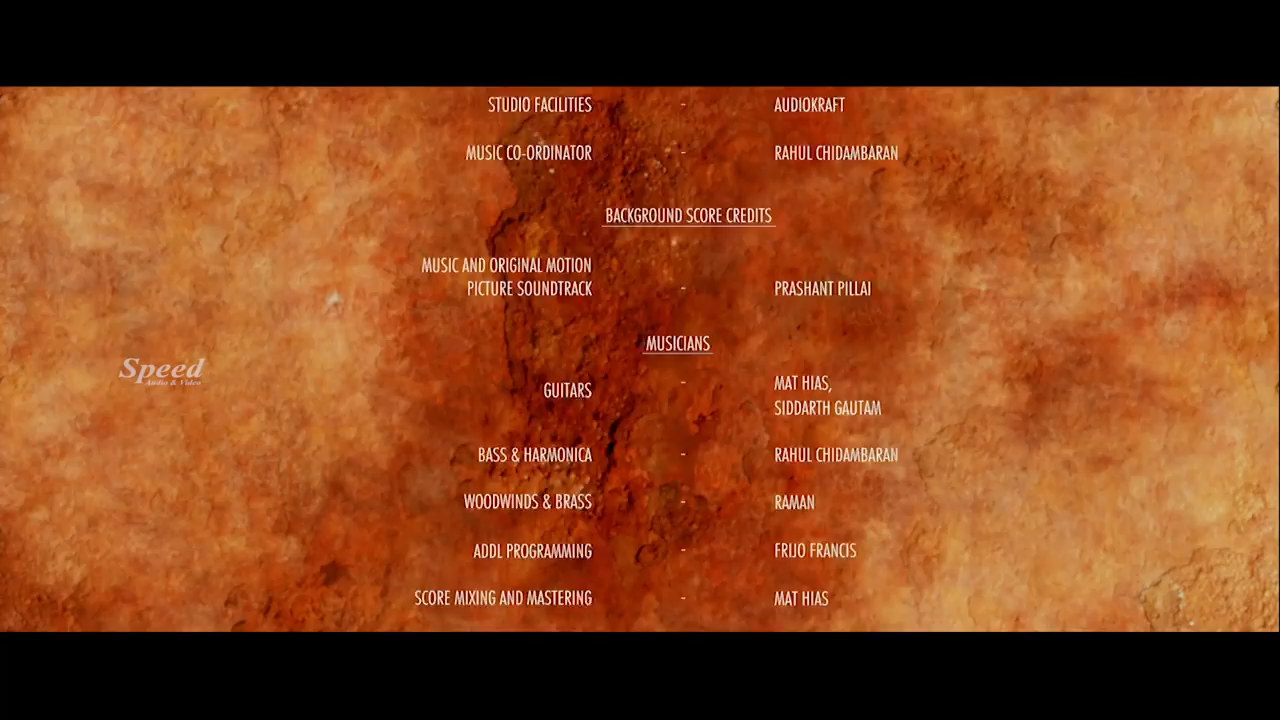 STUDIO FACILITIES - AUDIOKRAFT
MUSIC CO-ORDINATOR - RAHUL CHIDAMBARAN
BACKGROUND SCORE CREDITS
MUSIC AND ORIGINAL MOTION
PICTURE SOUNDTRACK - PRASHANT PILLAI
MUSICIANS
GUITARS - MAT HIAS,
SIDDARTH GAUTAM
BASS & HARMONICA - RAHUL CHIDAMBARAN
WOODWINDS & BRASS - RAMAN
ADDL PROGRAMMING - FRIJO FRANCIS
SCORE MIXING AND MASTERING - MAT HIAS
Speed
Audio & Video